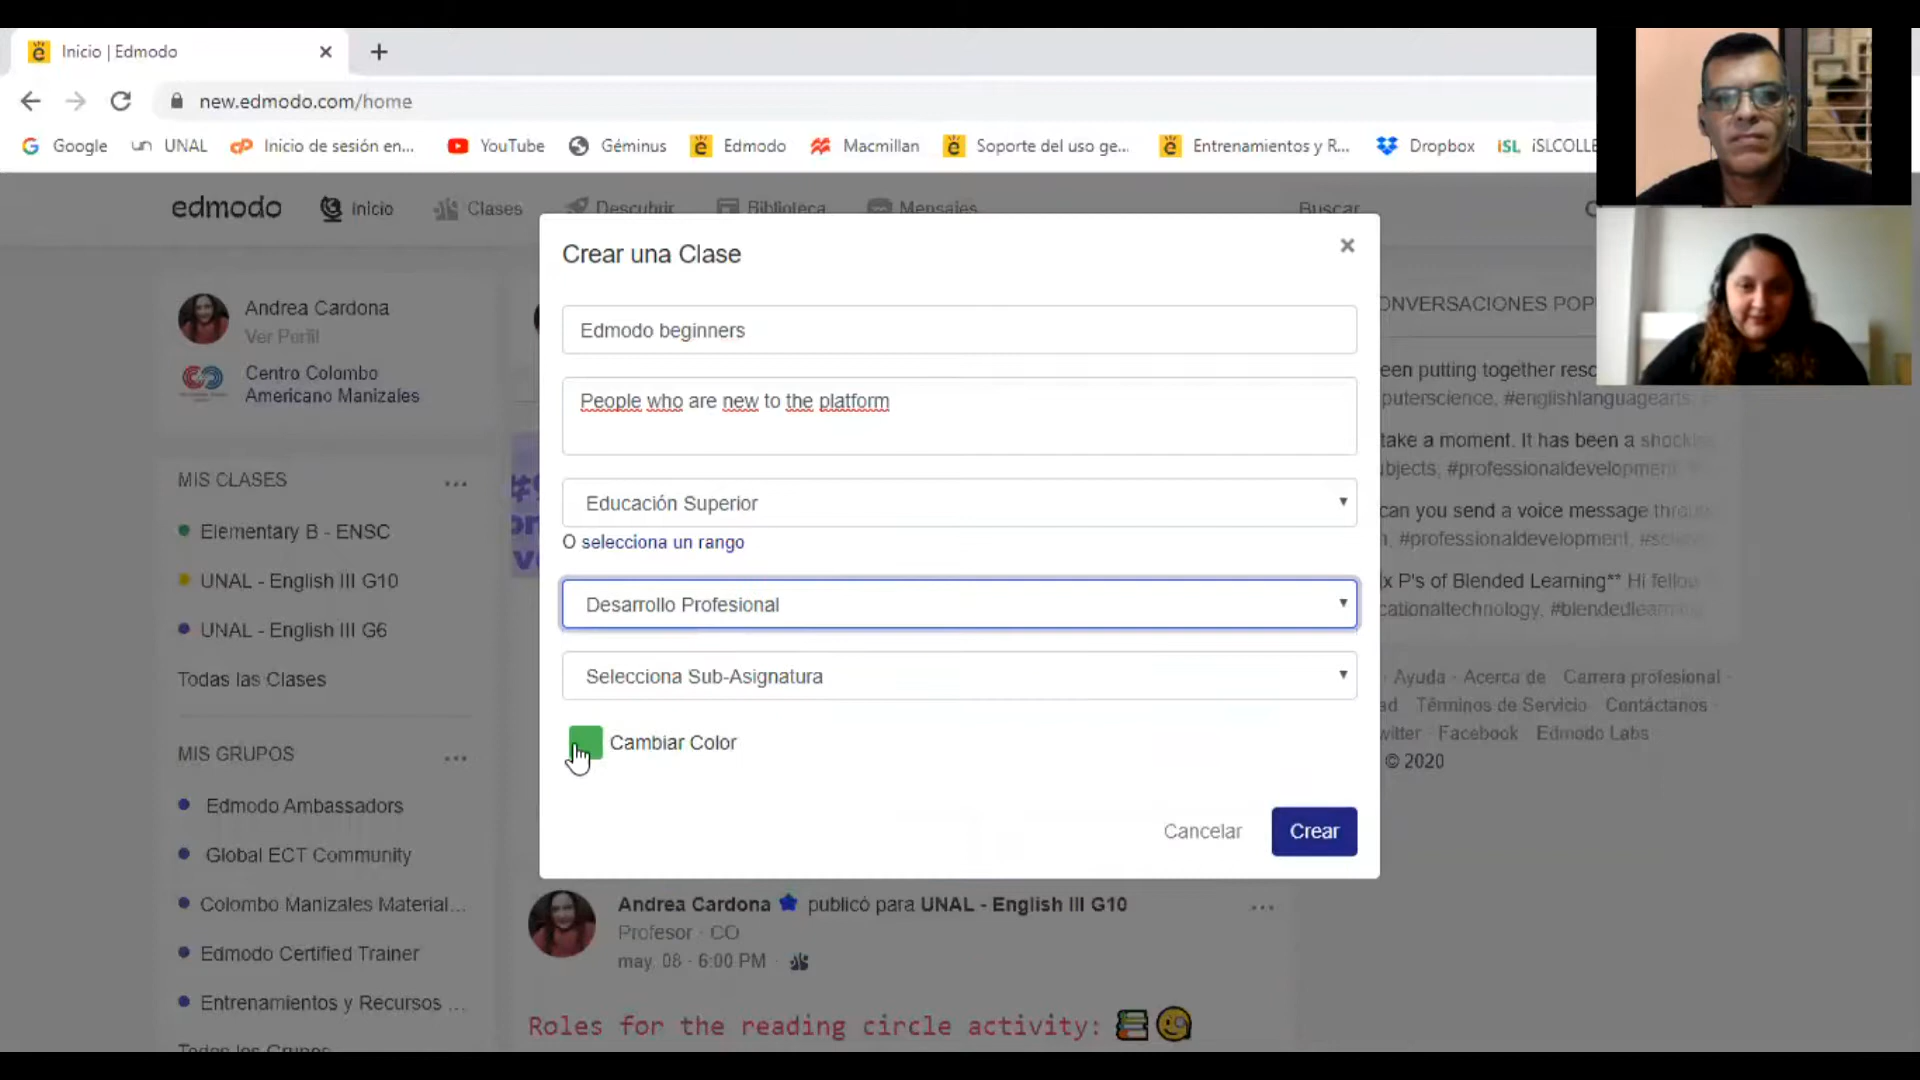 Inicio | Edmodo
new.edmodo.com/home
Google UNAL Inicio de sesión en... YouTube Géminus Edmodo Macmillan Soporte del uso ge... Entrenamientos y R... Dropbox iSLCOLLE
edmodo Inicio Clases Descubrir Biblioteca Mensajes Buscar
Crear una Clase
Edmodo beginners
People who are new to the platform
Educación Superior
O selecciona un rango
Desarrollo Profesional
Selecciona Sub-Asignatura
Cambiar Color
Cancelar Crear
Andrea Cardona
Ver Perfil
Centro Colombo
Americano Manizales
MIS CLASES
Elementary B - ENSC
UNAL - English III G10
UNAL - English III G6
Todas las Clases
MIS GRUPOS
Edmodo Ambassadors
Global ECT Community
Colombo Manizales Material...
Edmodo Certified Trainer
Entrenamientos y Recursos ...
Todos los Grupos
Andrea Cardona publicó para UNAL - English III G10
Profesor · CO
may. 08 · 6:00 PM
Roles for the reading circle activity:
ONVERSACIONES POP
een putting together resc
puterscience, #englishlanguagearts,
take a moment. It has been a shock
bjects, #professionaldevelopment
can you send a voice message throu
, #professionaldevelopment,
x P's of Blended Learning** Hi fello
cationaltechnology, #blendedlearning
· Ayuda · Acerca de · Carrera profesional ·
ad Términos de Servicio · Contáctanos ·
witter · Facebook · Edmodo Labs
© 2020